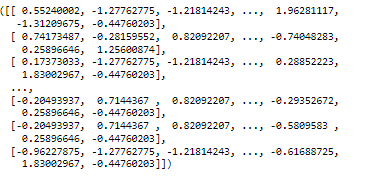 ([[ 0.55240002, -1.27762775, -1.21814243, ..., 1.96281117,
-1.31209675, -0.44760203],
[ 0.74173487, -0.28159552, 0.82092207, ..., -0.74048283,
0.25896646, 1.25600874],
[ 0.17373033, -1.27762775, -1.21814243, ..., 0.28852223,
1.83002967, -0.44760203],
...,
[-0.20493937, 0.7144367 , 0.82092207, ..., -0.29352672,
0.25896646, -0.44760203],
[-0.20493937, 0.7144367 , 0.82092207, ..., -0.5809583 ,
0.25896646, -0.44760203],
[-0.96227875, -1.27762775, -1.21814243, ..., -0.61688725,
1.83002967, -0.44760203]])